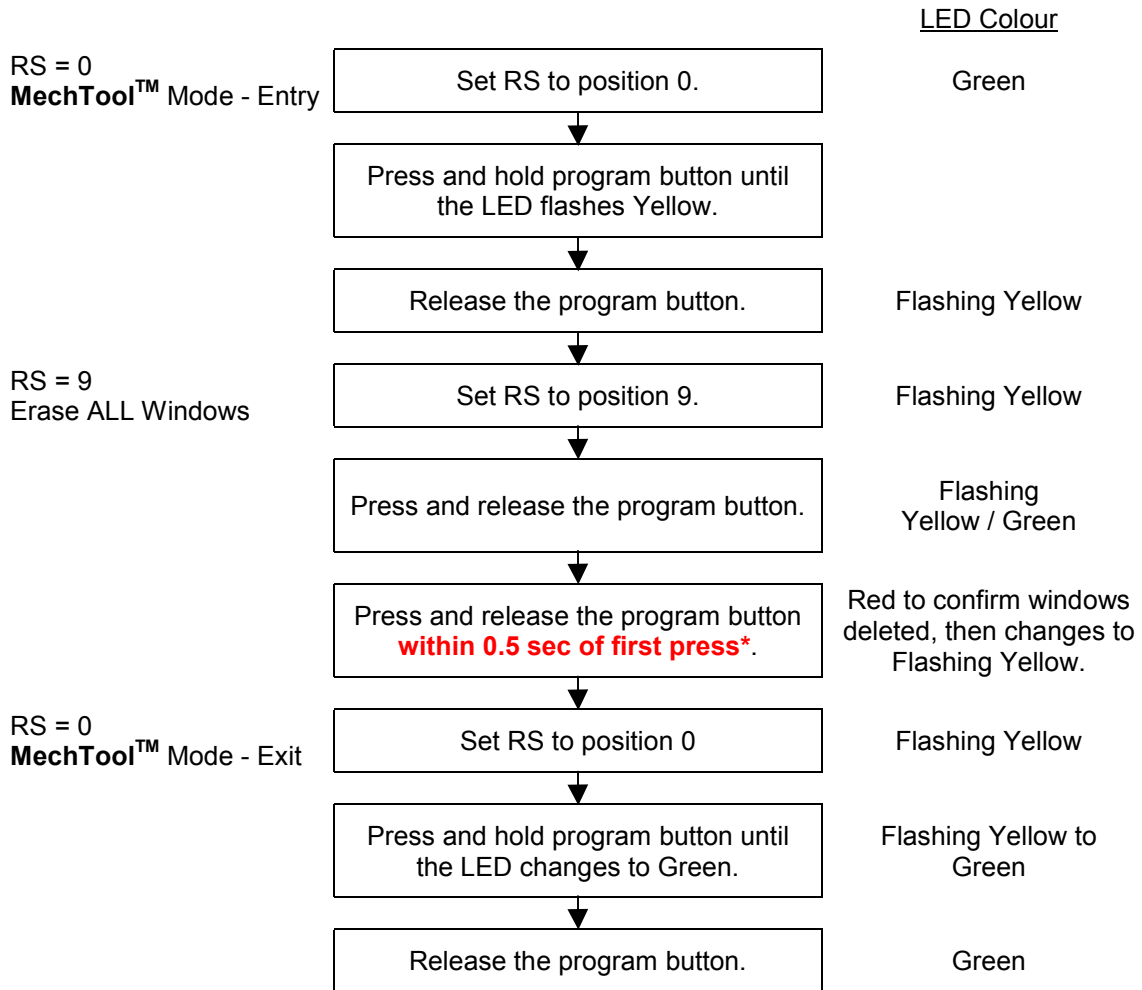 LED Colour
RS = 0
MechTool™ Mode - Entry
Set RS to position 0.
Green
Press and hold program button until
the LED flashes Yellow.
Release the program button.
Flashing Yellow
RS = 9
Erase ALL Windows
Set RS to position 9.
Flashing Yellow
Press and release the program button.
Flashing
Yellow / Green
Press and release the program button
within 0.5 sec of first press*.
Red to confirm windows
deleted, then changes to
Flashing Yellow.
RS = 0
MechTool™ Mode - Exit
Set RS to position 0
Flashing Yellow
Press and hold program button until
the LED changes to Green.
Flashing Yellow to
Green
Release the program button.
Green